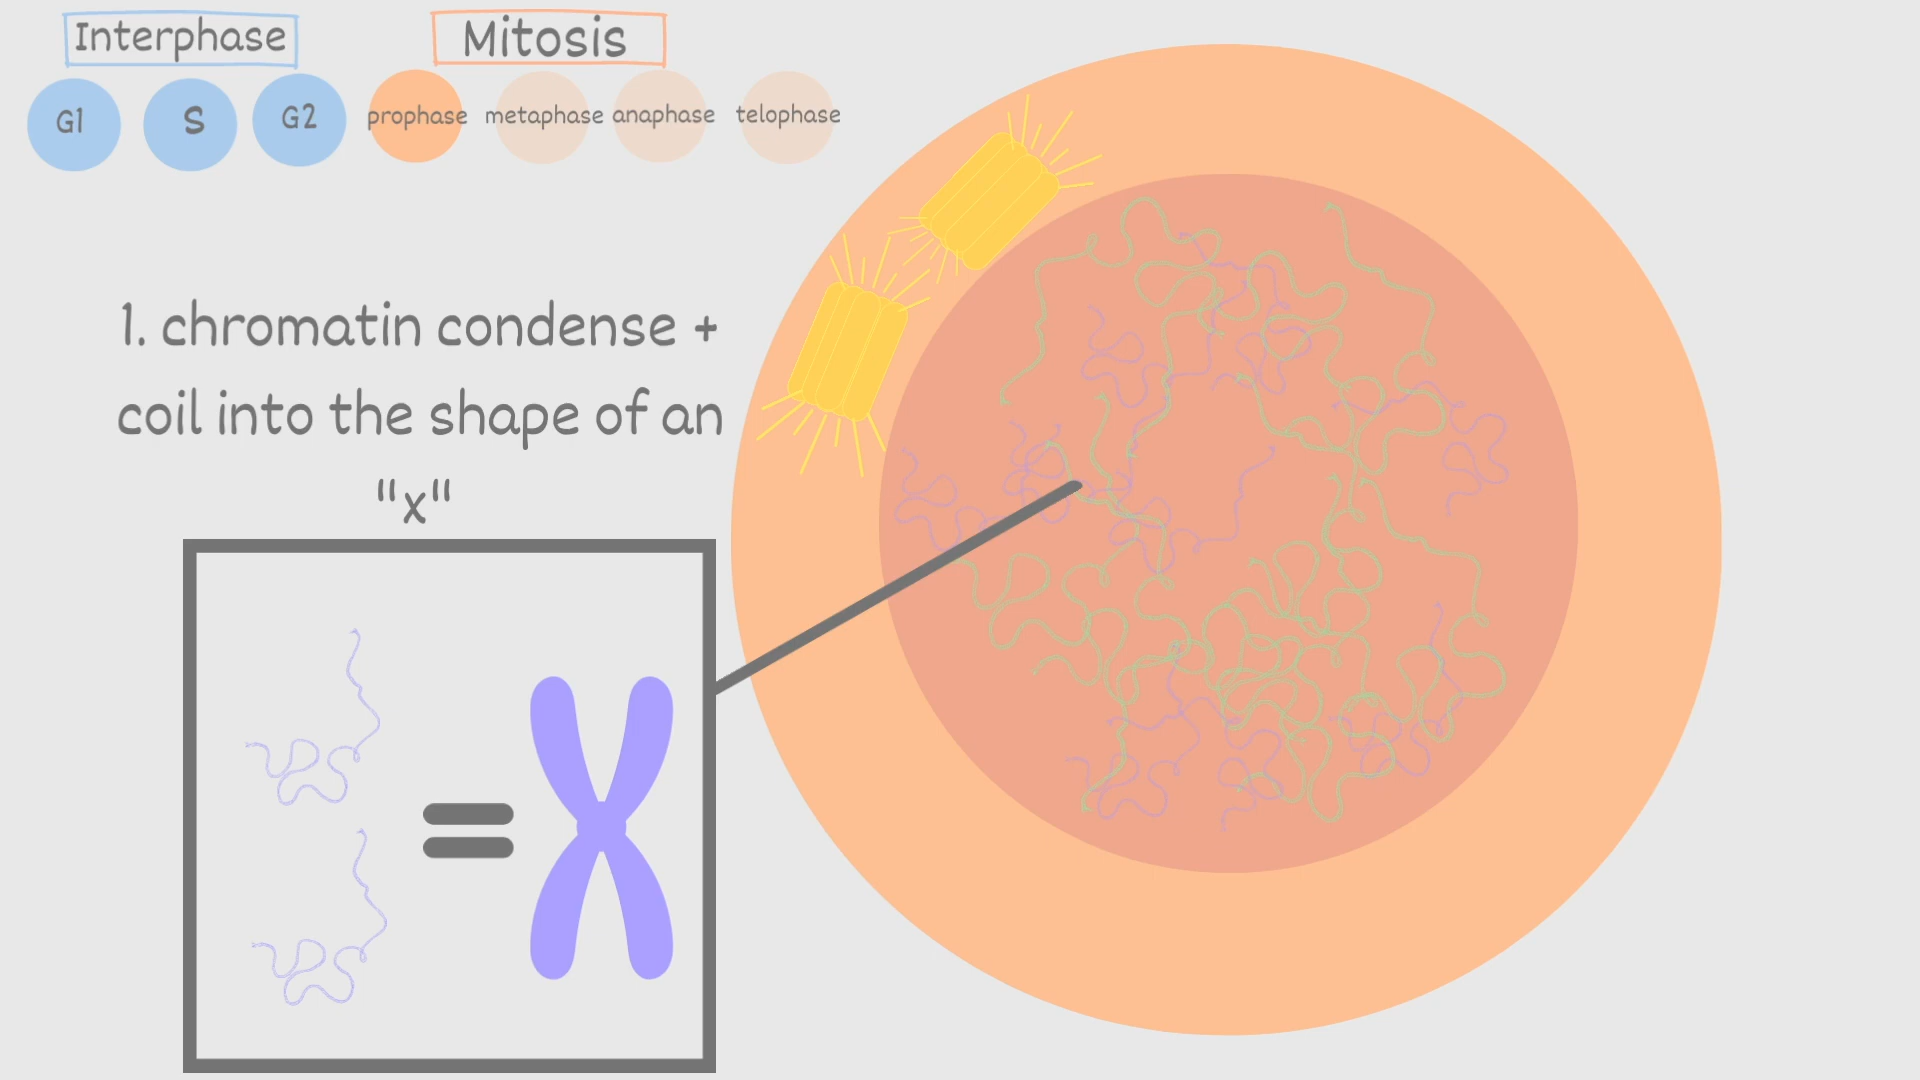 Interphase
Mitosis
G1
S
G2
prophase
metaphase
anaphase
telophase
1. chromatin condense +
coil into the shape of an
"x"